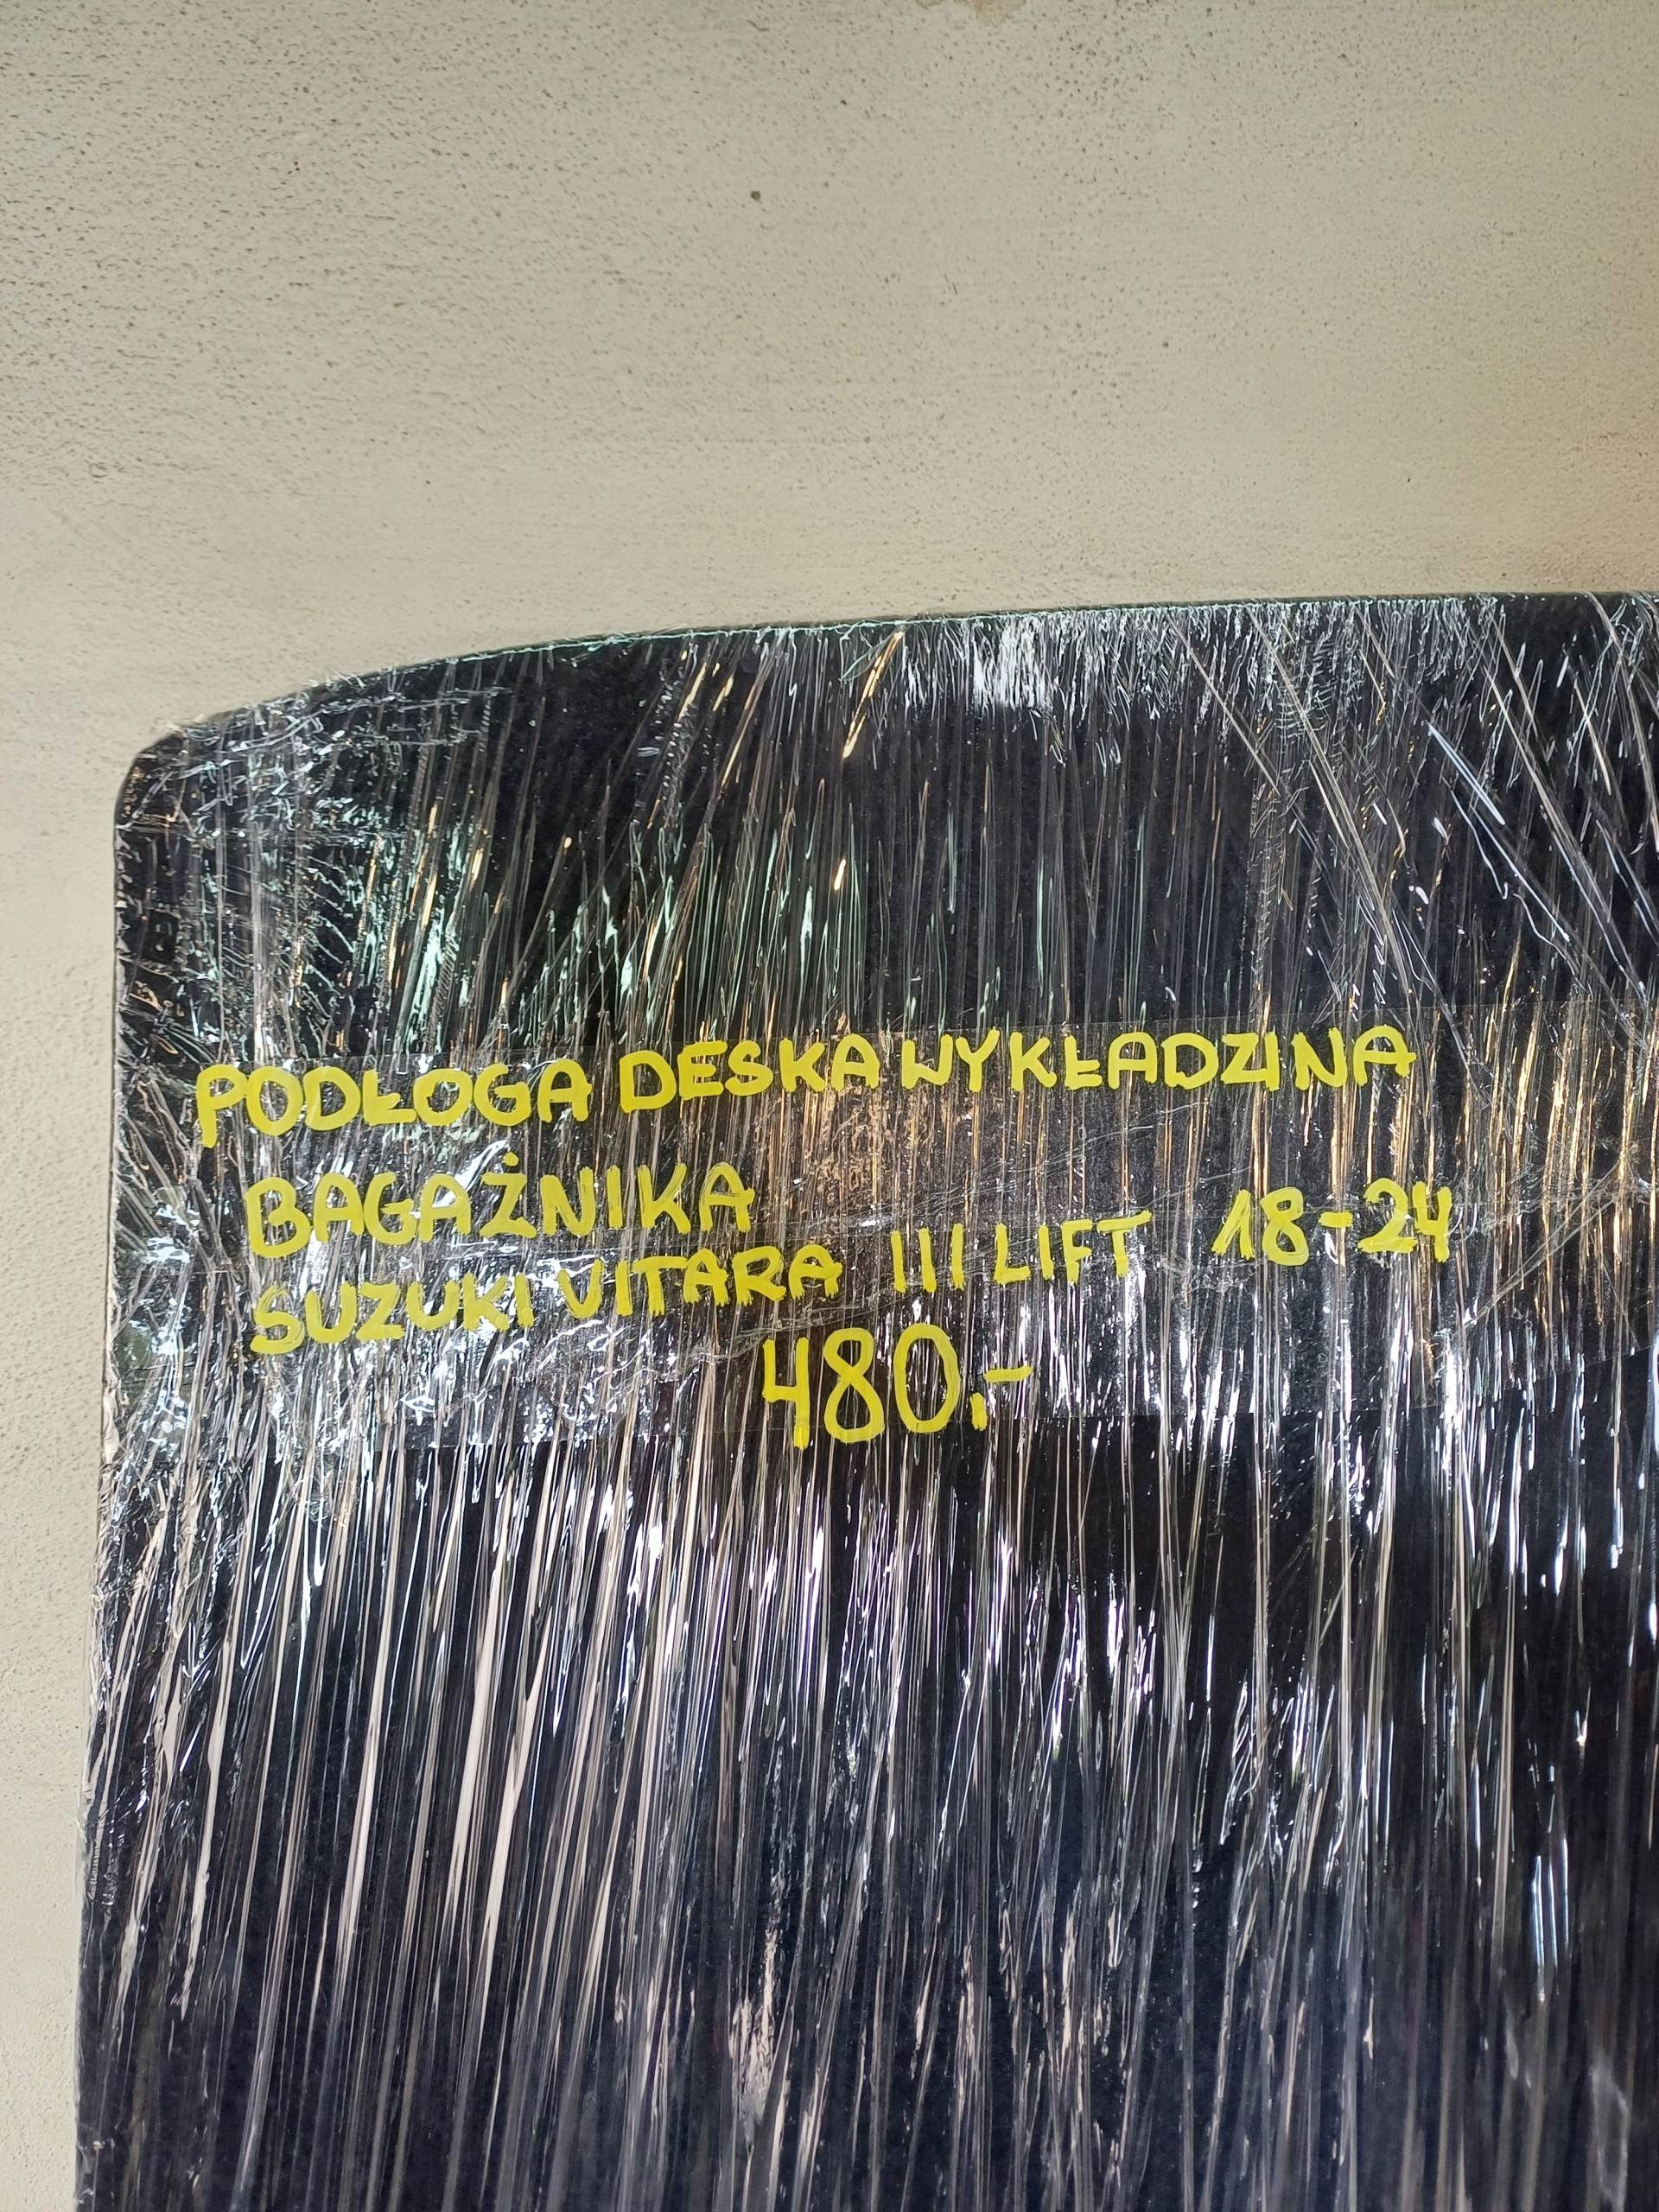 PODŁOGA DESKA WYKŁADZINA
BAGAŻNIKA
SUZUKI VITARA III LIFT 18-24
480,-